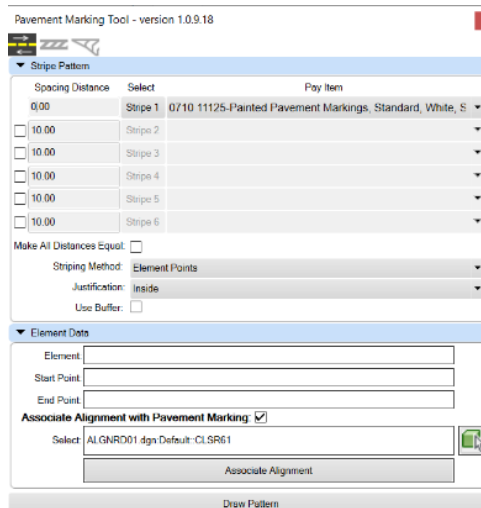 Pavement Marking Tool - version 1.0.9.18
Stripe Pattern
Spacing Distance Select Pay Item
0.00 Stripe 1 0710 11125-Painted Pavement Markings, Standard, White, S
10.00 Stripe 2
10.00 Stripe 3
10.00 Stripe 4
10.00 Stripe 5
10.00 Stripe 6
Make All Distances Equal:
Striping Method: Element Points
Justification: Inside
Use Buffer:
Element Data
Element:
Start Point:
End Point:
Associate Alignment with Pavement Marking:
Select: ALGNRD01.dgn:Default::CLSR61
Associate Alignment
Draw Pattern